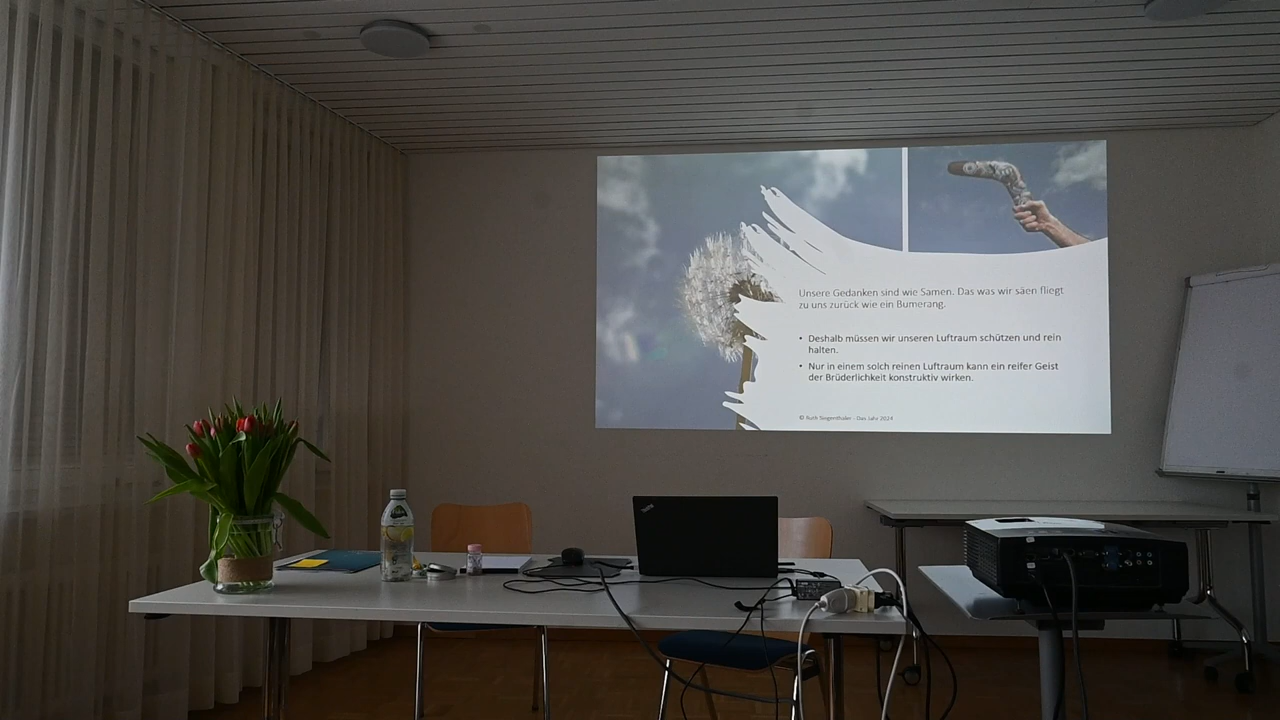 Unsere Gedanken sind wie Samen. Das was wir säen fliegt
zu uns zurück wie ein Bumerang.
• Deshalb müssen wir unseren Luftraum schützen und rein
halten.
• Nur in einem solch reinen Luftraum kann ein reifer Geist
der Brüderlichkeit konstruktiv wirken.
© Ruth Siegenthaler - Das Jahr 2024